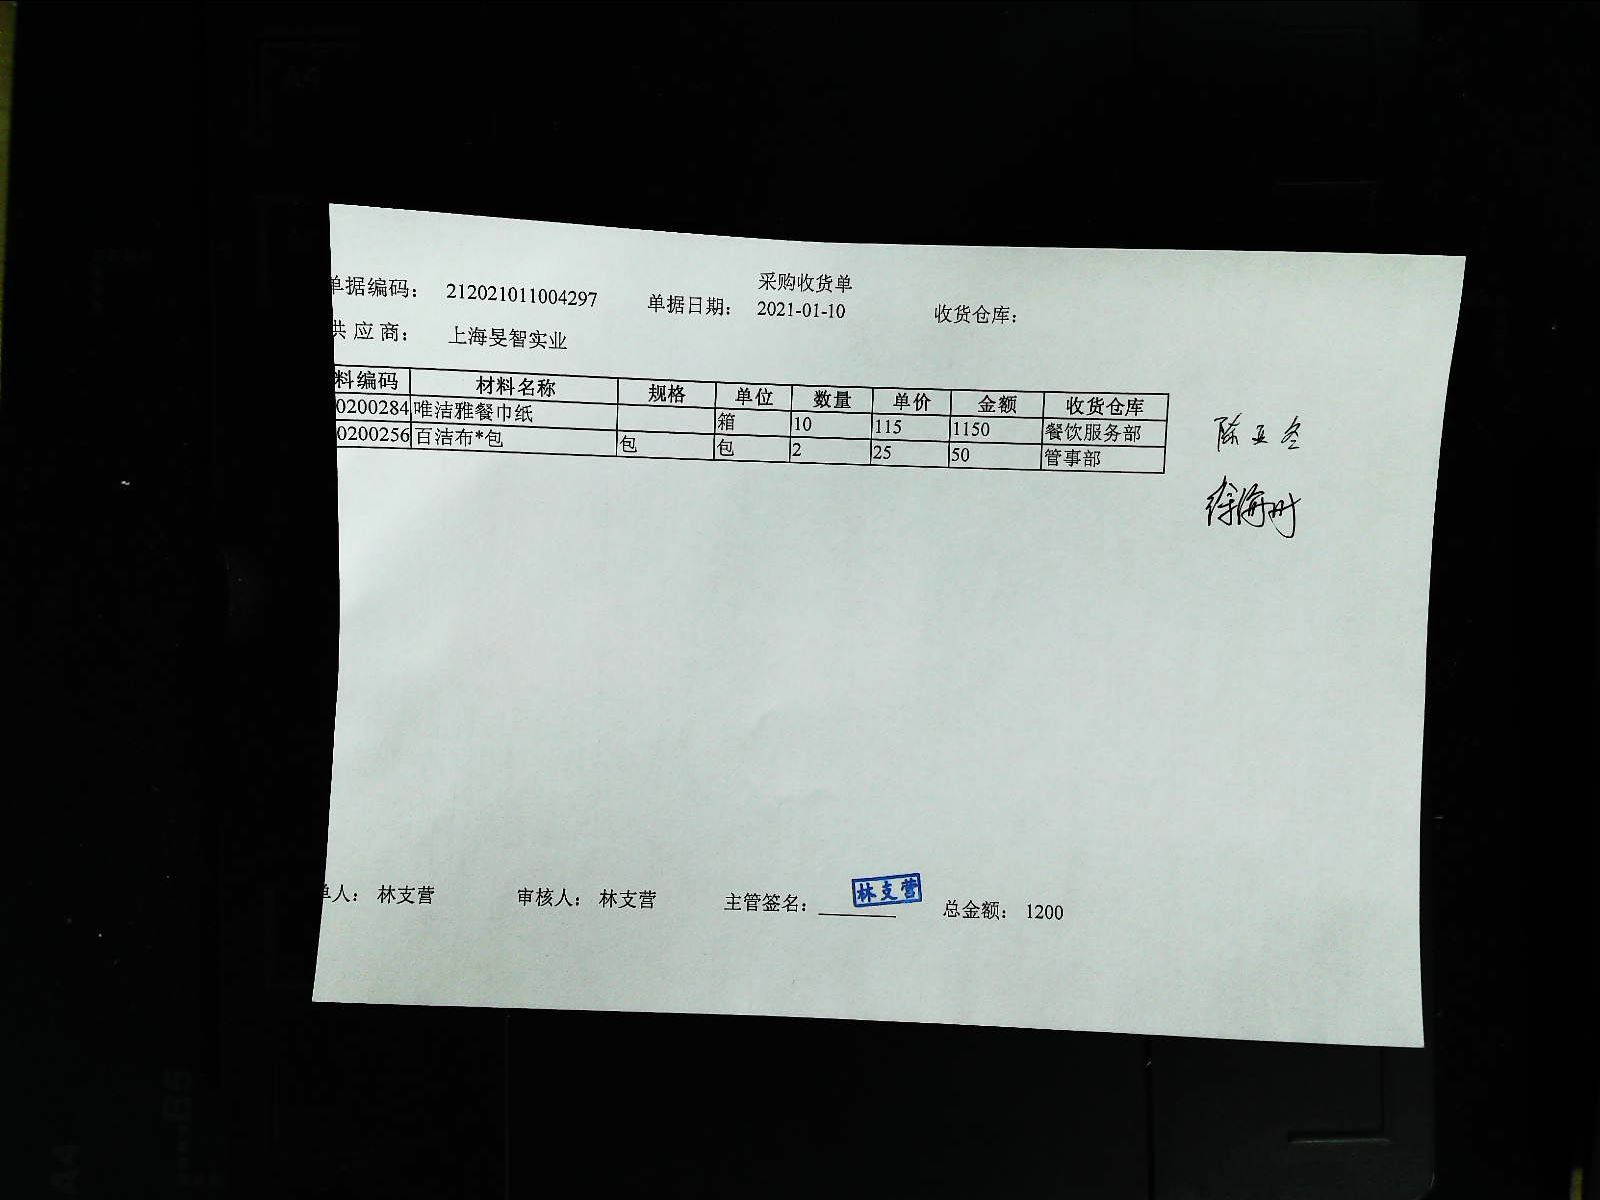 采购收货单
单据编码： 212021011004297 单据日期： 2021-01-10 收货仓库：
供 应 商： 上海旻智实业
料编码 材料名称 规格 单位 数量 单价 金额 收货仓库
0200284 唯洁雅餐巾纸 箱 10 115 1150 餐饮服务部
0200256 百洁布*包 包 包 2 25 50 管事部
陈亚冬
单人： 林支营 审核人： 林支营 主管签名： 林支营 总金额： 1200
A4
B5
A4